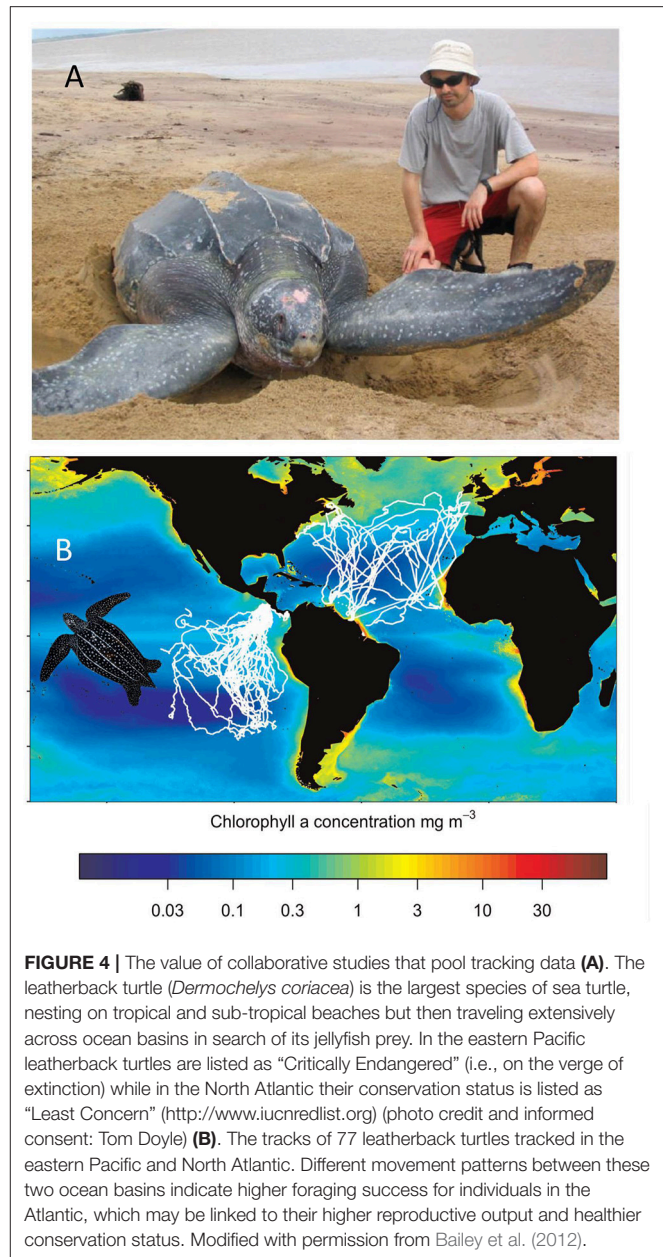 A
B
Chlorophyll a concentration mg m⁻³
0.03 0.1 0.3 1 3 10 30
FIGURE 4 | The value of collaborative studies that pool tracking data (A). The
leatherback turtle (Dermochelys coriacea) is the largest species of sea turtle,
nesting on tropical and sub-tropical beaches but then traveling extensively
across ocean basins in search of its jellyfish prey. In the eastern Pacific
leatherback turtles are listed as “Critically Endangered” (i.e., on the verge of
extinction) while in the North Atlantic their conservation status is listed as
“Least Concern” (http://www.iucnredlist.org) (photo credit and informed
consent: Tom Doyle) (B). The tracks of 77 leatherback turtles tracked in the
eastern Pacific and North Atlantic. Different movement patterns between these
two ocean basins indicate higher foraging success for individuals in the
Atlantic, which may be linked to their higher reproductive output and healthier
conservation status. Modified with permission from Bailey et al. (2012).